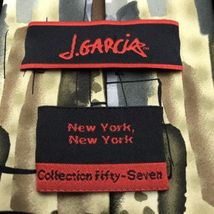 J.GARCIA
New York,
New York
Collection Fifty-Seven